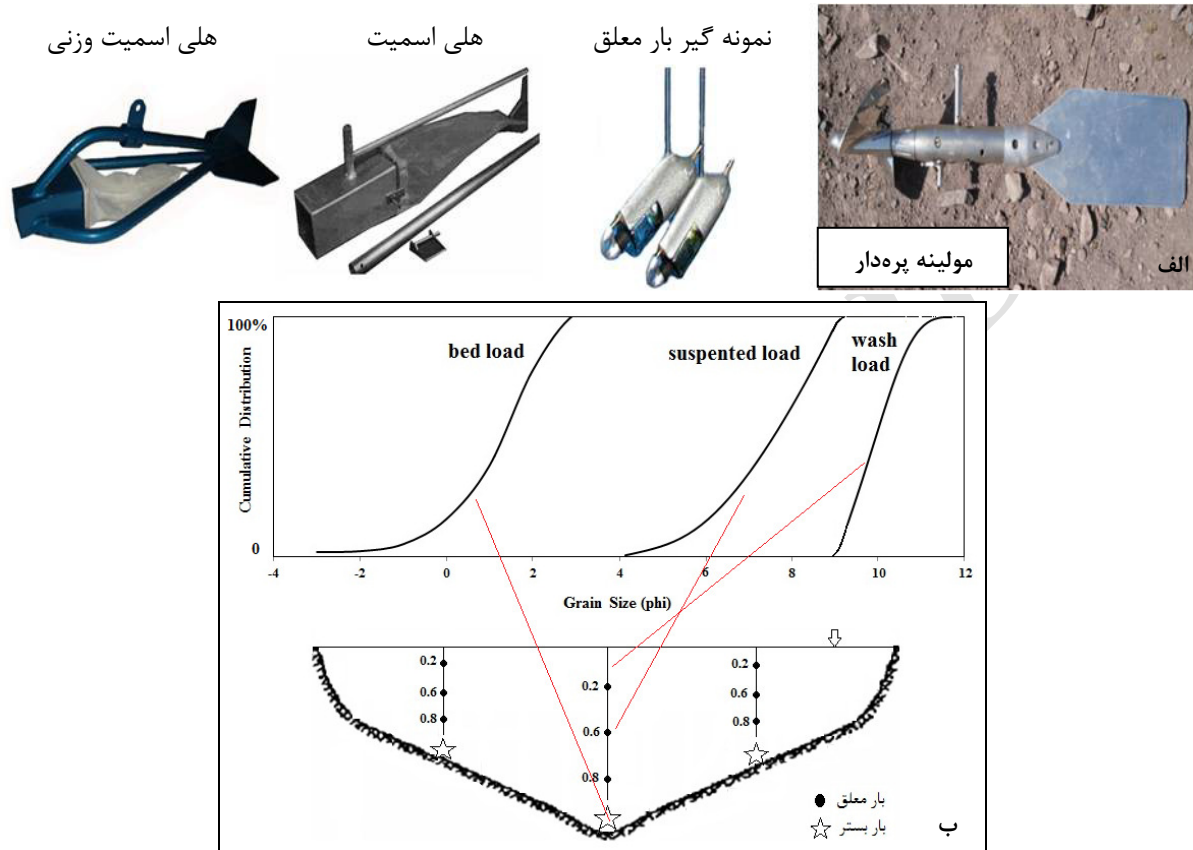 هلی اسمیت وزنی
هلی اسمیت
نمونه گیر بار معلق
مولینه پره‌دار
الف
100%
bed load
suspented load
wash
load
Cumulative Distribution
0
-4 -2 0 2 4 6 8 10 12
Grain Size (phi)
0.2
0.6
0.8
0.2
0.6
0.8
0.2
0.6
0.8
بار معلق
بار بستر
ب